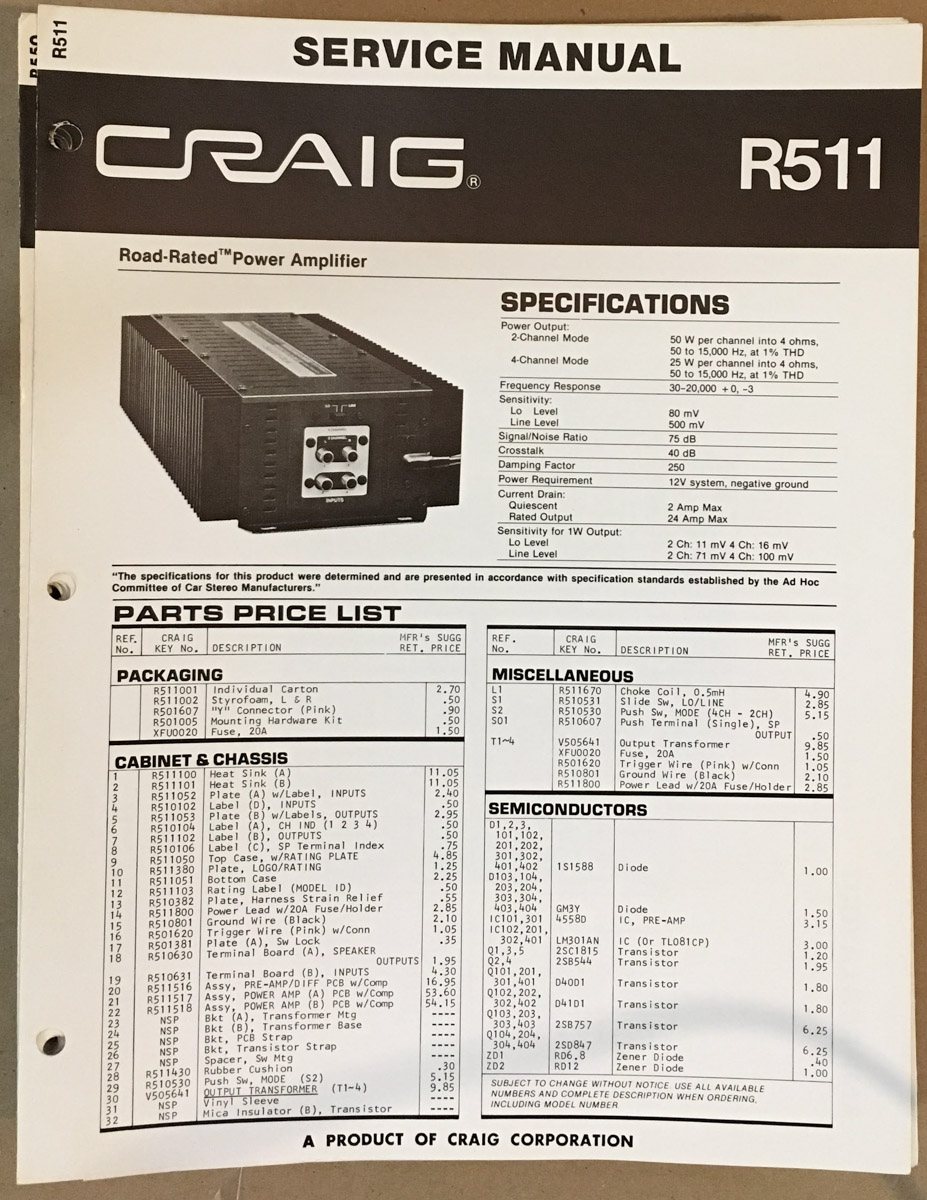 R550
R511
SERVICE MANUAL
CRAIG®
R511
Road-Rated™Power Amplifier
SPECIFICATIONS
Power Output:
2-Channel Mode 50 W per channel into 4 ohms,
50 to 15,000 Hz, at 1% THD
4-Channel Mode 25 W per channel into 4 ohms,
50 to 15,000 Hz, at 1% THD
Frequency Response 30-20,000 +0, -3
Sensitivity:
Lo Level 80 mV
Line Level 500 mV
Signal/Noise Ratio 75 dB
Crosstalk 40 dB
Damping Factor 250
Power Requirement 12V system, negative ground
Current Drain:
Quiescent 2 Amp Max
Rated Output 24 Amp Max
Sensitivity for 1W Output:
Lo Level 2 Ch: 11 mV 4 Ch: 16 mV
Line Level 2 Ch: 71 mV 4 Ch: 100 mV
INPUTS
"The specifications for this product were determined and are presented in accordance with specification standards established by the Ad Hoc
Committee of Car Stereo Manufacturers."
PARTS PRICE LIST
REF. No. CRAIG KEY No. DESCRIPTION MFR's SUGG RET. PRICE
PACKAGING
R511001 Individual Carton 2.70
R511002 Styrofoam, L & R .50
R501607 "Y" Connector (Pink) .90
R501005 Mounting Hardware Kit .50
XFU0020 Fuse, 20A 1.50
CABINET & CHASSIS
1 R511100 Heat Sink (A) 11.05
2 R511101 Heat Sink (B) 11.05
3 R511052 Plate (A) w/Label, INPUTS 2.40
4 R510102 Label (D), INPUTS .50
5 R511053 Plate (B) w/Labels, OUTPUTS 2.95
6 R510104 Label (A), CH IND (1 2 3 4) .50
7 R511102 Label (B), OUTPUTS .50
8 R510106 Label (C), SP Terminal Index .75
9 R511050 Top Case, w/RATING PLATE 4.85
10 R511380 Plate, LOGO/RATING 1.25
11 R511051 Bottom Case 2.25
12 R511103 Rating Label (MODEL ID) .50
13 R510382 Plate, Harness Strain Relief .55
14 R511800 Power Lead w/20A Fuse/Holder 2.85
15 R510801 Ground Wire (Black) 2.10
16 R501620 Trigger Wire (Pink) w/Conn 1.05
17 R501381 Plate (A), Sw Lock .35
18 R510630 Terminal Board (A), SPEAKER
OUTPUTS 1.95
19 R510631 Terminal Board (B), INPUTS 4.30
20 R511516 Assy, PRE-AMP/DIFF PCB w/Comp 16.95
21 R511517 Assy, POWER AMP (A) PCB w/Comp 53.60
22 R511518 Assy, POWER AMP (B) PCB w/Comp 54.15
23 NSP Bkt (A), Transformer Mtg ----
24 NSP Bkt (B), Transformer Base ----
25 NSP Bkt, PCB Strap ----
26 NSP Bkt, Transistor Strap ----
27 NSP Spacer, Sw Mtg ----
28 R511430 Rubber Cushion .30
29 R510530 Push Sw, MODE (S2) 5.15
30 V505641 OUTPUT TRANSFORMER (T1~4) 9.85
31 NSP Vinyl Sleeve ----
32 NSP Mica Insulator (B), Transistor ----
REF. No. CRAIG KEY No. DESCRIPTION MFR's SUGG RET. PRICE
MISCELLANEOUS
L1 R511670 Choke Coil, 0.5mH 4.90
S1 R510531 Slide Sw, LO/LINE 2.85
S2 R510530 Push Sw, MODE (4CH - 2CH) 5.15
SO1 R510607 Push Terminal (Single), SP
OUTPUT .50
T1~4 V505641 Output Transformer 9.85
XFU0020 Fuse, 20A 1.50
R501620 Trigger Wire (Pink) w/Conn 1.05
R510801 Ground Wire (Black) 2.10
R511800 Power Lead w/20A Fuse/Holder 2.85
SEMICONDUCTORS
D1,2,3,
101,102,
201,202,
301,302,
401,402 1S1588 Diode 1.00
D103,104,
203,204,
303,304,
403,404 GM3Y Diode 1.50
IC101,301 4558D IC, PRE-AMP 3.15
IC102,201,
302,401 LM301AN IC (Or TL081CP) 3.00
Q1,3,5 2SC1815 Transistor 1.20
Q2,4 2SB544 Transistor 1.95
Q101,201,
301,401 D40D1 Transistor 1.80
Q102,202,
302,402 D41D1 Transistor 1.80
Q103,203,
303,403 2SB757 Transistor 6.25
Q104,204,
304,404 2SD847 Transistor 6.25
ZD1 RD6.8 Zener Diode .40
ZD2 RD12 Zener Diode 1.00
SUBJECT TO CHANGE WITHOUT NOTICE. USE ALL AVAILABLE
NUMBERS AND COMPLETE DESCRIPTION WHEN ORDERING,
INCLUDING MODEL NUMBER
A PRODUCT OF CRAIG CORPORATION